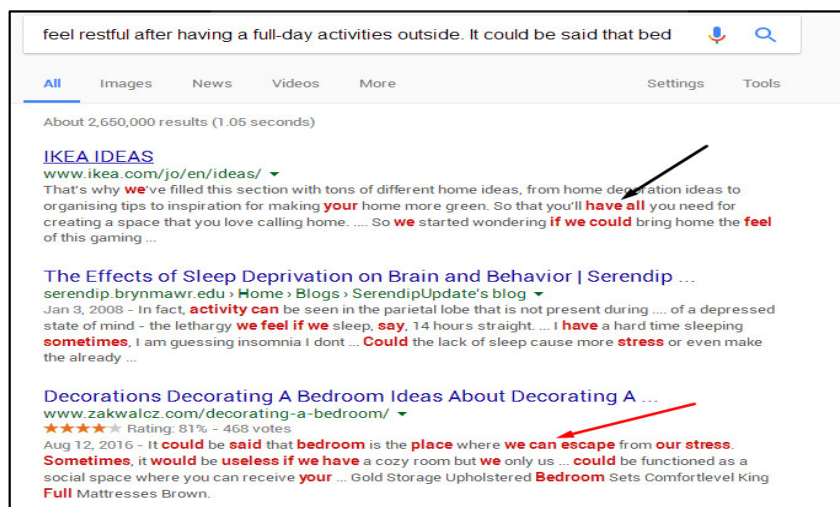 feel restful after having a full-day activities outside. It could be said that bed
All Images News Videos More Settings Tools
About 2,650,000 results (1.05 seconds)
IKEA IDEAS
www.ikea.com/jo/en/ideas/
That's why we've filled this section with tons of different home ideas, from home decoration ideas to
organising tips to inspiration for making your home more green. So that you'll have all you need for
creating a space that you love calling home. .... So we started wondering if we could bring home the feel
of this gaming ...
The Effects of Sleep Deprivation on Brain and Behavior | Serendip ...
serendip.brynmawr.edu › Home › Blogs › SerendipUpdate's blog
Jan 3, 2008 - In fact, activity can be seen in the parietal lobe that is not present during .... of a depressed
state of mind - the lethargy we feel if we sleep, say, 14 hours straight. ... I have a hard time sleeping
sometimes, I am guessing insomnia I dont ... Could the lack of sleep cause more stress or even make
the already ...
Decorations Decorating A Bedroom Ideas About Decorating A ...
www.zakwalcz.com/decorating-a-bedroom/
Rating: 81% - 468 votes
Aug 12, 2016 - It could be said that bedroom is the place where we can escape from our stress.
Sometimes, it would be useless if we have a cozy room but we only us ... could be functioned as a
social space where you can receive your ... Gold Storage Upholstered Bedroom Sets Comfortlevel King
Full Mattresses Brown.